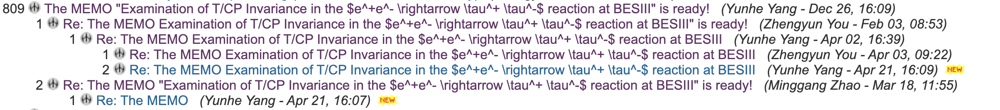 809 The MEMO "Examination of T/CP Invariance in the $e^+e^- \rightarrow \tau^+ \tau^-$ reaction at BESIII" is ready! (Yunhe Yang - Dec 26, 16:09)
1 Re: The MEMO Examination of T/CP Invariance in the $e^+e^- \rightarrow \tau^+ \tau^-$ reaction at BESIII" is ready! (Zhengyun You - Feb 03, 08:53)
1 Re: The MEMO Examination of T/CP Invariance in the $e^+e^- \rightarrow \tau^+ \tau^-$ reaction at BESIII (Yunhe Yang - Apr 02, 16:39)
1 Re: The MEMO Examination of T/CP Invariance in the $e^+e^- \rightarrow \tau^+ \tau^-$ reaction at BESIII (Zhengyun You - Apr 03, 09:22)
2 Re: The MEMO Examination of T/CP Invariance in the $e^+e^- \rightarrow \tau^+ \tau^-$ reaction at BESIII (Yunhe Yang - Apr 21, 16:09) NEW
2 Re: The MEMO "Examination of T/CP Invariance in the $e^+e^- \rightarrow \tau^+ \tau^-$ reaction at BESIII" is ready! (Minggang Zhao - Mar 18, 11:55)
1 Re: The MEMO (Yunhe Yang - Apr 21, 16:07) NEW